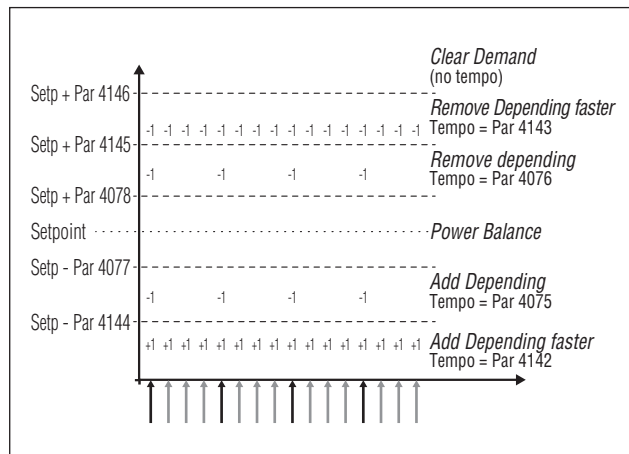 Clear Demand
(no tempo)
Setp + Par 4146
Remove Depending faster
-1 -1 -1 -1 -1 -1 -1 -1 -1 -1 -1 -1 -1 -1 -1 -1
Tempo = Par 4143
Setp + Par 4145
Remove depending
-1 -1 -1 -1
Tempo = Par 4076
Setp + Par 4078
Setpoint
Power Balance
Setp - Par 4077
Add Depending
-1 -1 -1 -1
Tempo = Par 4075
Setp - Par 4144
Add Depending faster
+1 +1 +1 +1 +1 +1 +1 +1 +1 +1 +1 +1 +1 +1 +1 +1
Tempo = Par 4142